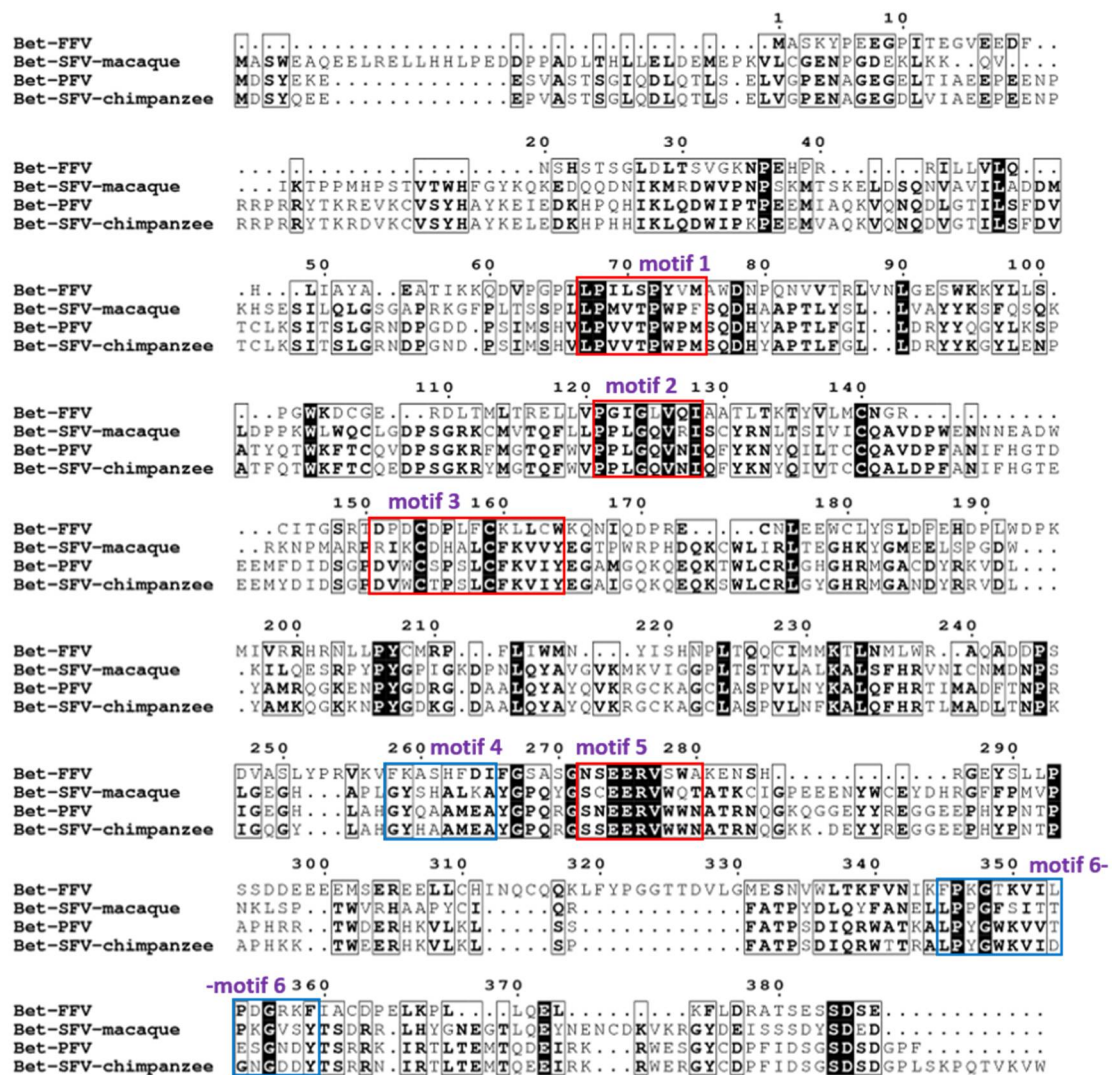 1 10
Bet-FFV .......................................MASKYPEEGPITEGVEEDF..
Bet-SFV-macaque MASWEAQEELRELLHHLPEDDPPADLTHLLELDEMEPKVLCGENPGDEKLKK..QV....
Bet-PFV MDSYEKE.............ESVASTSGIQDLQTLS.ELVGPENAGEGELTIAEEPEENP
Bet-SFV-chimpanzee MDSYQEE.............EPVASTSGLQDLQTLS.ELVGPENAGEGDLVIAEEPEENP
20 30 40
Bet-FFV ......................NSHSTSGLDLTSVGKNPEHPR.......RILLVLQ...
Bet-SFV-macaque ...IKTPPMHPSTVTWHFGYKQKEDQQDNIKMRDWVPNPSKMTSKELDSQNVAVILADDM
Bet-PFV RRPRRYTKREVKCVSYHAYKEIEDKHPQHIKLQDWIPTPEEMIAQKVQNQDLGTILSFDV
Bet-SFV-chimpanzee RRPRRYTKRDVKCVSYHAYKELEDKHPHHIKLQDWIPKPEEMVAQKVQNQDVGTILSFDV
motif 1
50 60 70 80 90 100
Bet-FFV .H...LIAYA..EATIKKQDVPGPLLPILSPYVMAWDNPQNVVTRLVNLGESWKKYLLS.
Bet-SFV-macaque KHSESILQLGSGAPRKGFPLTSSPLLPMVTPWPFSQDHAAPTLYSL..LVAYYKSFQSQK
Bet-PFV TCLKSITSLGRNDPGDD.PSIMSHVLPVVTPWPMSQDHYAPTLFGI..LDRYYQGYLKSP
Bet-SFV-chimpanzee TCLKSITSLGRNDPGND.PSIMSHVLPVVTPWPMSQDHYAPTLFGL..LDRYYKGYLENP
motif 2
110 120 130 140
Bet-FFV ...PGWKDCGE...RDLTMLTRELLVPGIGLVQIAATLTKTYVLMCNGR...........
Bet-SFV-macaque LDPPKWLWQCLGDPSGRKCMVTQFLLPPLGQVRISCYRNLTSIVICQAVDPWENNNEADW
Bet-PFV ATYQTWKFTCQVDPSGKRFMGTQFWVPPLGQVNIQFYKNYQIVTCCQAVDPFANIFHGTD
Bet-SFV-chimpanzee ATFQTWKFTCQEDPSGKRYMGTQFWVPPLGQVNIQFYKNYQIVTCCQALDPFANIFHGTE
motif 3
150 160 170 180 190
Bet-FFV ...CITGSRTDPDCDPLFCKLLCWKQNIQDPRE.....CNLEEWCLYSLDPEHDPLWDPK
Bet-SFV-macaque ..RKNPMARPRIKCDHALCFKVVYEGTPWRPHDQKCWLIRLTEGHKYGMEELSPGDW...
Bet-PFV EEMFDIDSGPDVWCSPSLCFKVIYEGAMGQKQEQKTWLCRLGHGHRMGACDYRKVDL...
Bet-SFV-chimpanzee EEMYDIDSGPDVWCTPSLCFKVIYEGAIGQKQEQKSWLCRLGYGHRMGANDYRRVDL...
200 210 220 230 240
Bet-FFV MIVRRHRNLLPYCMRP...FLIWMN...KYISHNPLTQQCIMMKTLNMLWR..AQADDPS
Bet-SFV-macaque .KILQESRPYPYGPIGKDPNLQYAYGVKMKVIGGPLTSTVLALKALSFHRVNICNMDNPS
Bet-PFV .YAMRQGKENPYGDRG.DAALQYAYQVKRGCKAGCLASPVLNYKALQFHRTIMADFTNPR
Bet-SFV-chimpanzee .YAMKQGKKNPYGDKG.DAALQYAYQVKRGCKAGCLASPVLNFKALQFHRTLMADLTNPK
motif 4 motif 5
250 260 270 280 290
Bet-FFV DVASLYPRVKVFKASHFDIFGSASGNSEERVSWAKENSH.............RGEYSLLP
Bet-SFV-macaque LGEGH...APLGYSHALKAYGPQYGSCEERVWQTATKCIGPEEENYWCEYDHRGFFPMVP
Bet-PFV IGEGH...LAHGYQAAMEAYGPQRGSNEERVWWNATRNQGKQGGEYYREGGEEPHYPNTP
Bet-SFV-chimpanzee IGQGY...LAHGYHAAMEAYGPQRGSSEERVWWNATRNQGKK.DEYYREGGEEPHYPNTP
motif 6-
300 310 320 330 340 350
Bet-FFV SSDDEEEEMSEREELLCHINQCQQKLFYPGGTTDVLGMESNVWLTKFVNIKFPKGTKVIL
Bet-SFV-macaque NKLSP..TWVRHAAPYCI.....QR............FATPYDLQYFANELLPPGFSITT
Bet-PFV APHRR..TWDERHKVLKL.....SS............FATPSDIQRWATKALPYGWKVVT
Bet-SFV-chimpanzee APHKK..TWEERHKVLKL.....SP............FATPSDIQRWTTRALPYGWKVID
-motif 6
360 370 380
Bet-FFV PDGRKFIACDPELKPL...LQEL.........KFLDRATSESSDSE.............
Bet-SFV-macaque PKGVSYTSDRR.LHYGNEGTLQEYNENCDKVKRGYDEISSSDYSDED............
Bet-PFV ESGNDYTSRRK.IRTLTEMTQDEIRK....RWESGYCDPFIDSGSDSDGPF........
Bet-SFV-chimpanzee GNGDDYTSRRN.IRTLTEMTQEEIRK....RWERGYCDPFIDSGSDSDGPLSKPQTVKVW